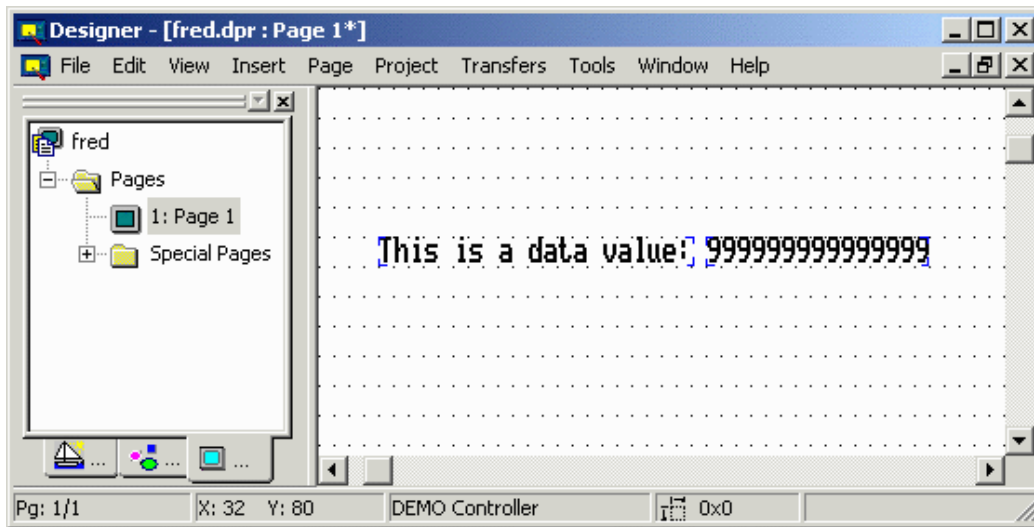 Designer - [fred.dpr : Page 1*]
File Edit View Insert Page Project Transfers Tools Window Help
fred
Pages
1: Page 1
Special Pages
This is a data value: 999999999999999
... ... ...
Pg: 1/1 X: 32 Y: 80 DEMO Controller 0x0